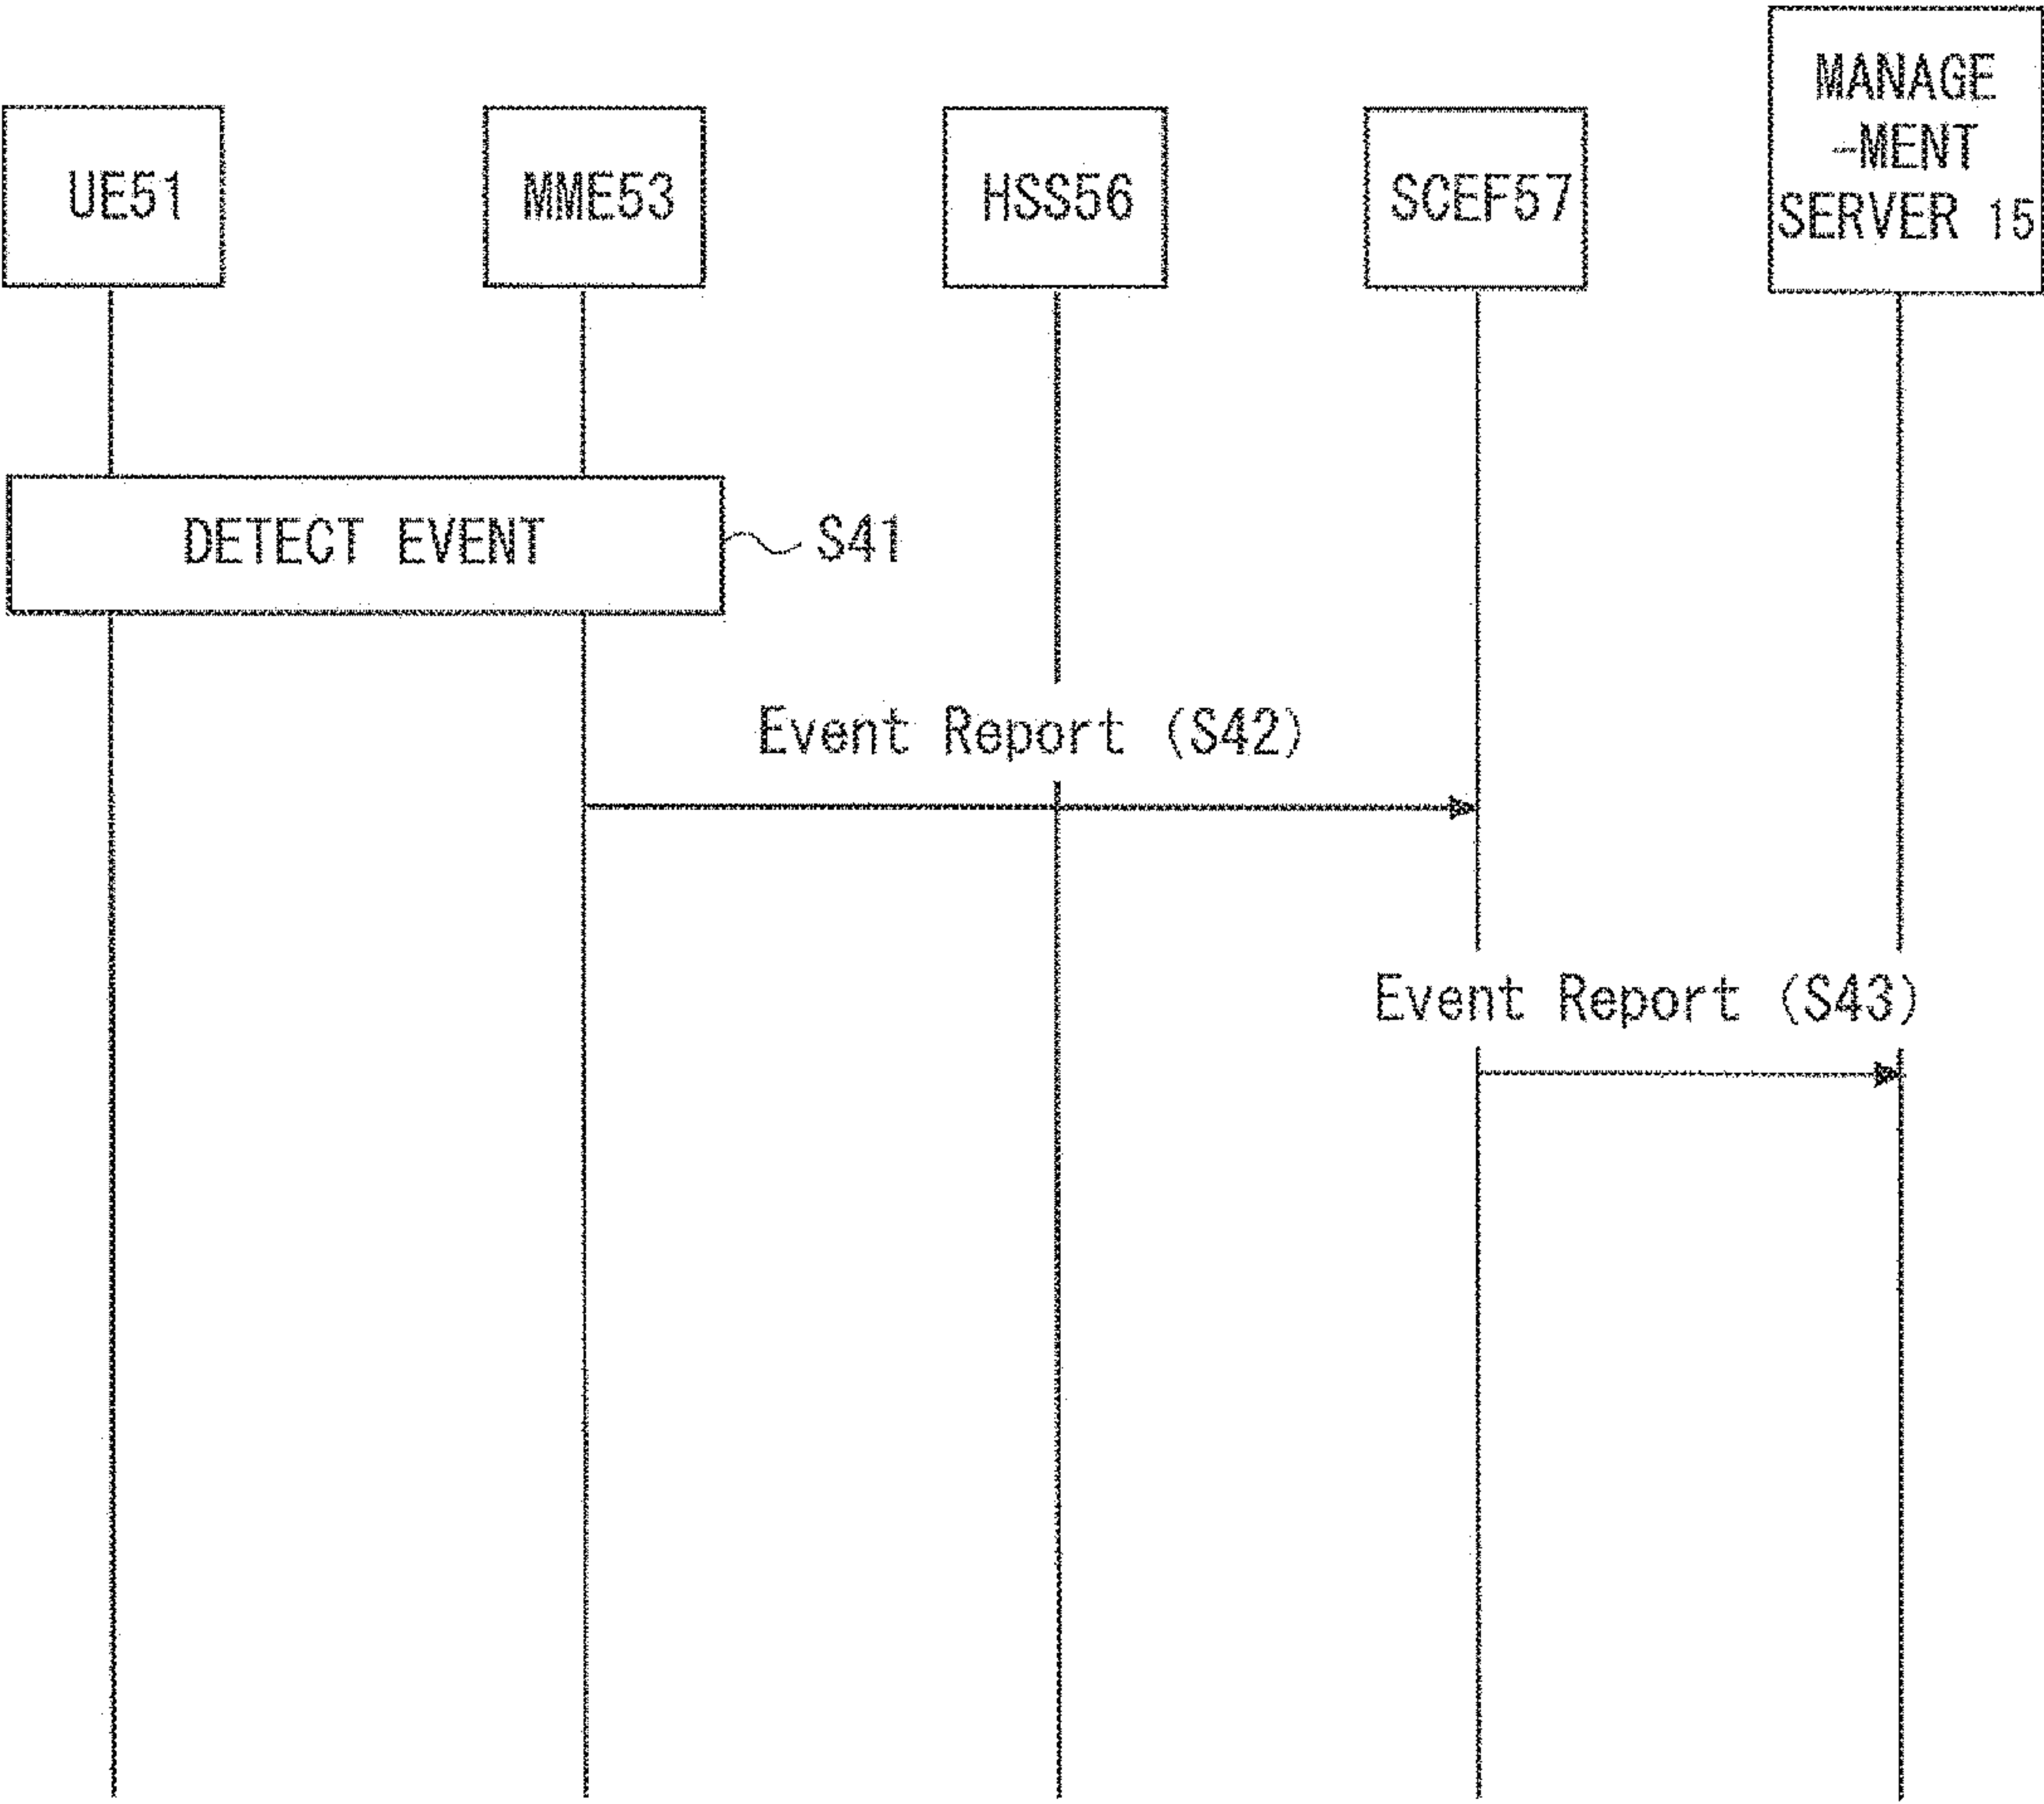 UE51
MME53
HSS56
SCEF57
MANAGE
-MENT
SERVER 15
DETECT EVENT
S41
Event Report (S42)
Event Report (S43)